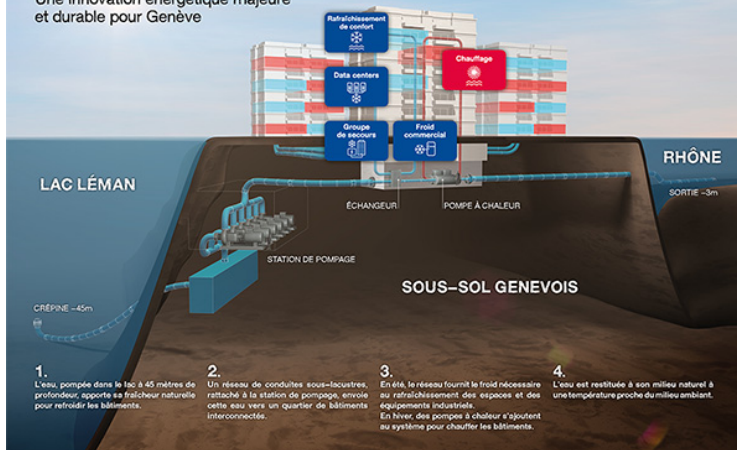 Une innovation énergétique majeure
et durable pour Genève
Rafraîchissement
de confort
Chauffage
Data centers
Groupe
de secours
Froid
commercial
LAC LÉMAN
RHÔNE
SORTIE –3m
ÉCHANGEUR
POMPE À CHALEUR
STATION DE POMPAGE
SOUS–SOL GENEVOIS
CRÉPINE –45m
1.
L'eau, pompée dans le lac à 45 mètres de
profondeur, apporte sa fraîcheur naturelle
pour refroidir les bâtiments.
2.
Un réseau de conduites sous–lacustres,
rattaché à la station de pompage, envoie
cette eau vers un quartier de bâtiments
interconnectés.
3.
En été, le réseau fournit le froid nécessaire
au rafraîchissement des espaces et des
équipements industriels.
En hiver, des pompes à chaleur s'ajoutent
au système pour chauffer les bâtiments.
4.
L'eau est restituée à son milieu naturel à
une température proche du milieu ambiant.